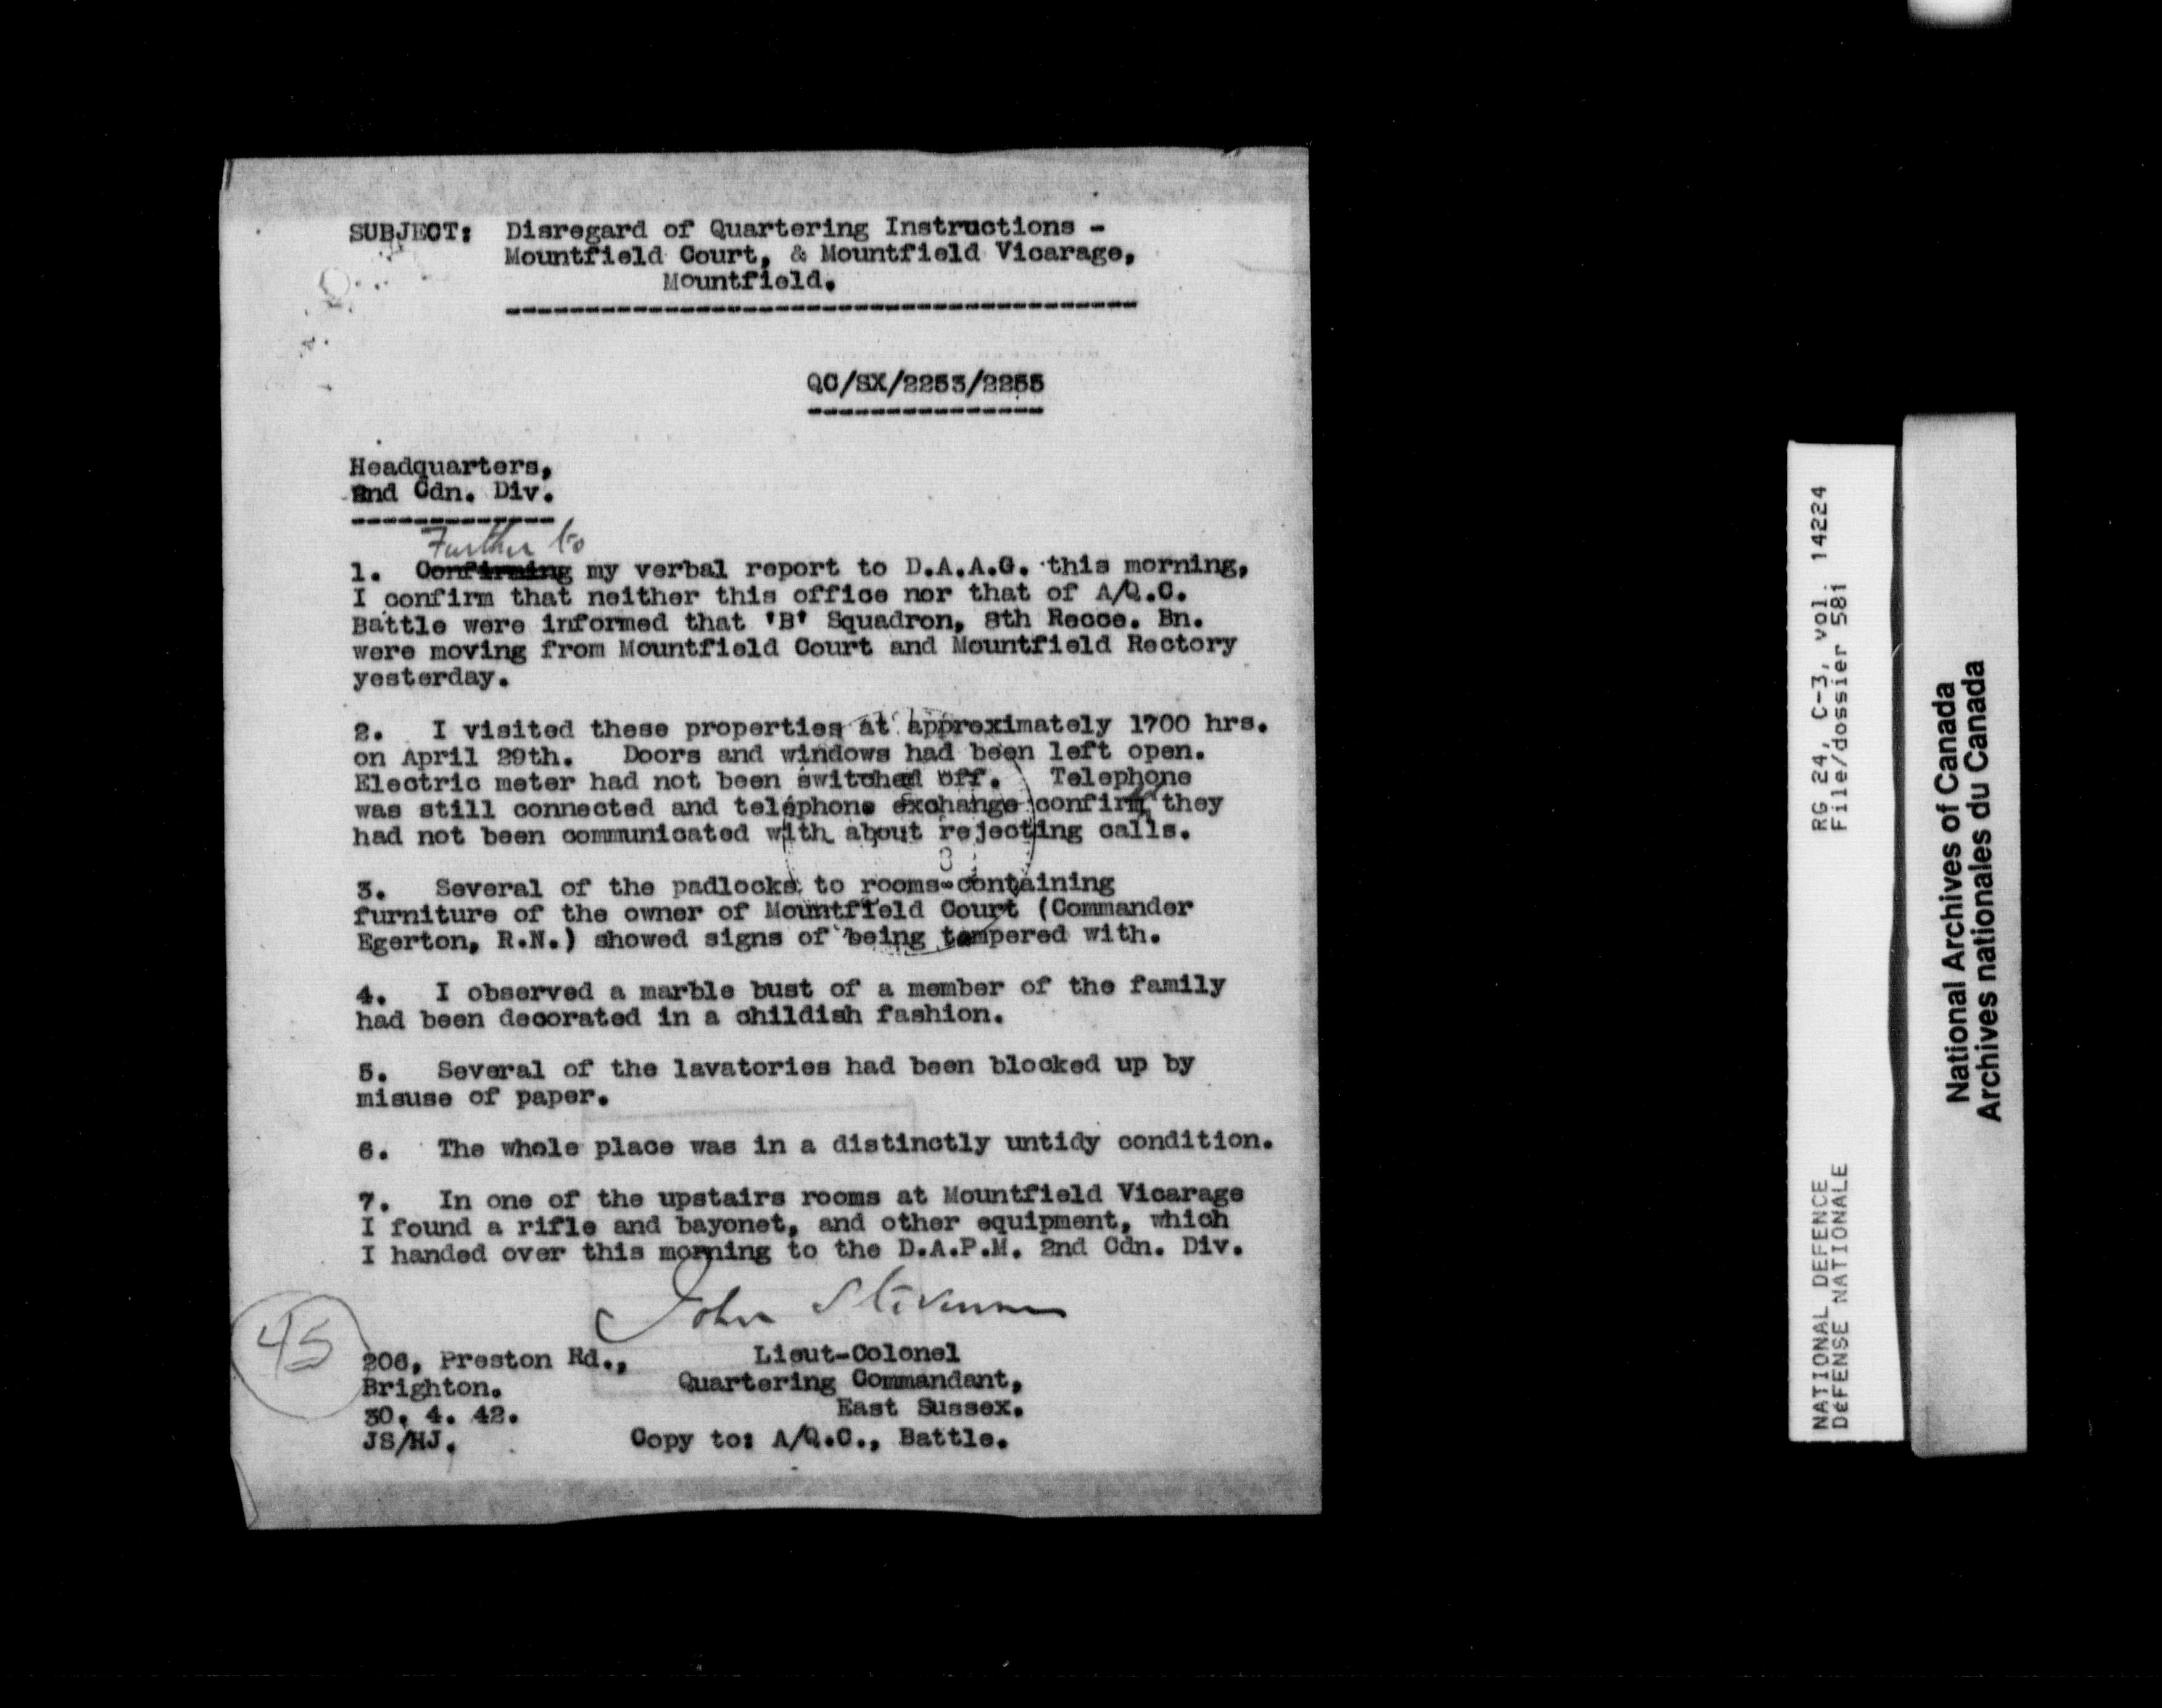 SUBJECT: Disregard of Quartering Instructions -
Mountfield Court, & Mountfield Vicarage,
Mountfield.
QC/SX/2253/2255
Headquarters,
2nd Cdn. Div.
Further to
1. Confirming my verbal report to D.A.A.G. this morning,
I confirm that neither this office nor that of A/Q.C.
Battle were informed that 'B' Squadron, 8th Recce. Bn.
were moving from Mountfield Court and Mountfield Rectory
yesterday.
2. I visited these properties at approximately 1700 hrs.
on April 29th. Doors and windows had been left open.
Electric meter had not been switched off. Telephone
was still connected and telephone exchange confirm they
had not been communicated with about rejecting calls.
3. Several of the padlocks to rooms containing
furniture of the owner of Mountfield Court (Commander
Egerton, R.N.) showed signs of being tampered with.
4. I observed a marble bust of a member of the family
had been decorated in a childish fashion.
5. Several of the lavatories had been blocked up by
misuse of paper.
6. The whole place was in a distinctly untidy condition.
7. In one of the upstairs rooms at Mountfield Vicarage
I found a rifle and bayonet, and other equipment, which
I handed over this morning to the D.A.P.M. 2nd Cdn. Div.
John Stevenson
45
206, Preston Rd., Lieut-Colonel
Brighton. Quartering Commandant,
30. 4. 42. East Sussex.
JS/HJ. Copy to: A/Q.C., Battle.
RG 24, C-3, vol. 14224
File/dossier 581
NATIONAL DEFENCE
DéFENSE NATIONALE
National Archives of Canada
Archives nationales du Canada